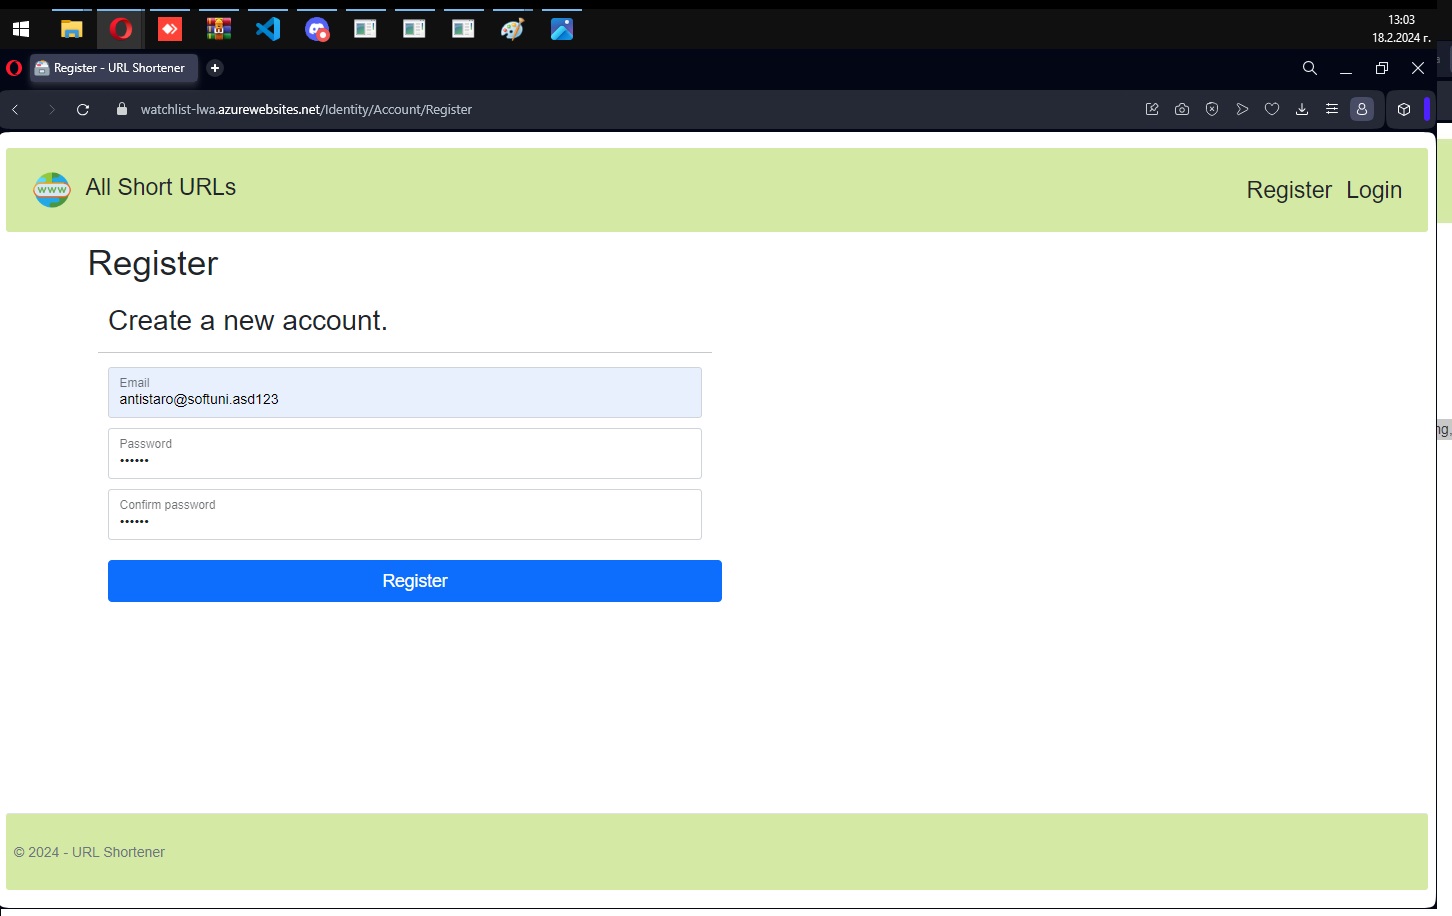 13:03
18.2.2024 г.
Register - URL Shortener
watchlist-lwa.azurewebsites.net/Identity/Account/Register
www
All Short URLs
Register Login
Register
Create a new account.
Email
antistaro@softuni.asd123
Password
••••••
Confirm password
••••••
Register
© 2024 - URL Shortener